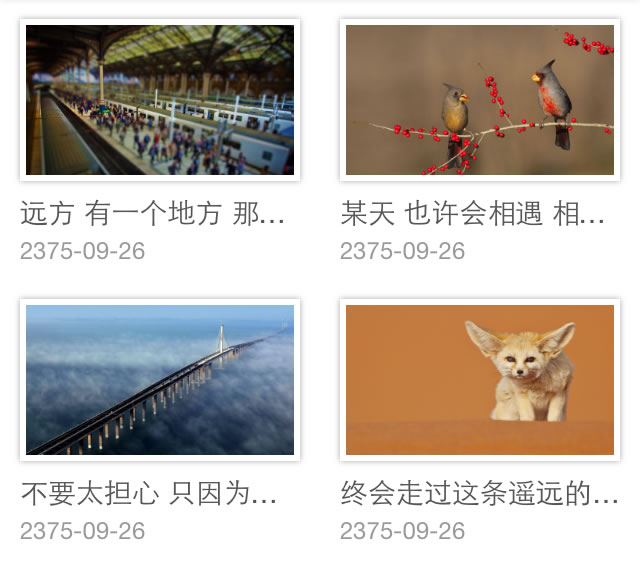 远方 有一个地方 那...
某天 也许会相遇 相...
2375-09-26
2375-09-26
不要太担心 只因为...
终会走过这条遥远的...
2375-09-26
2375-09-26